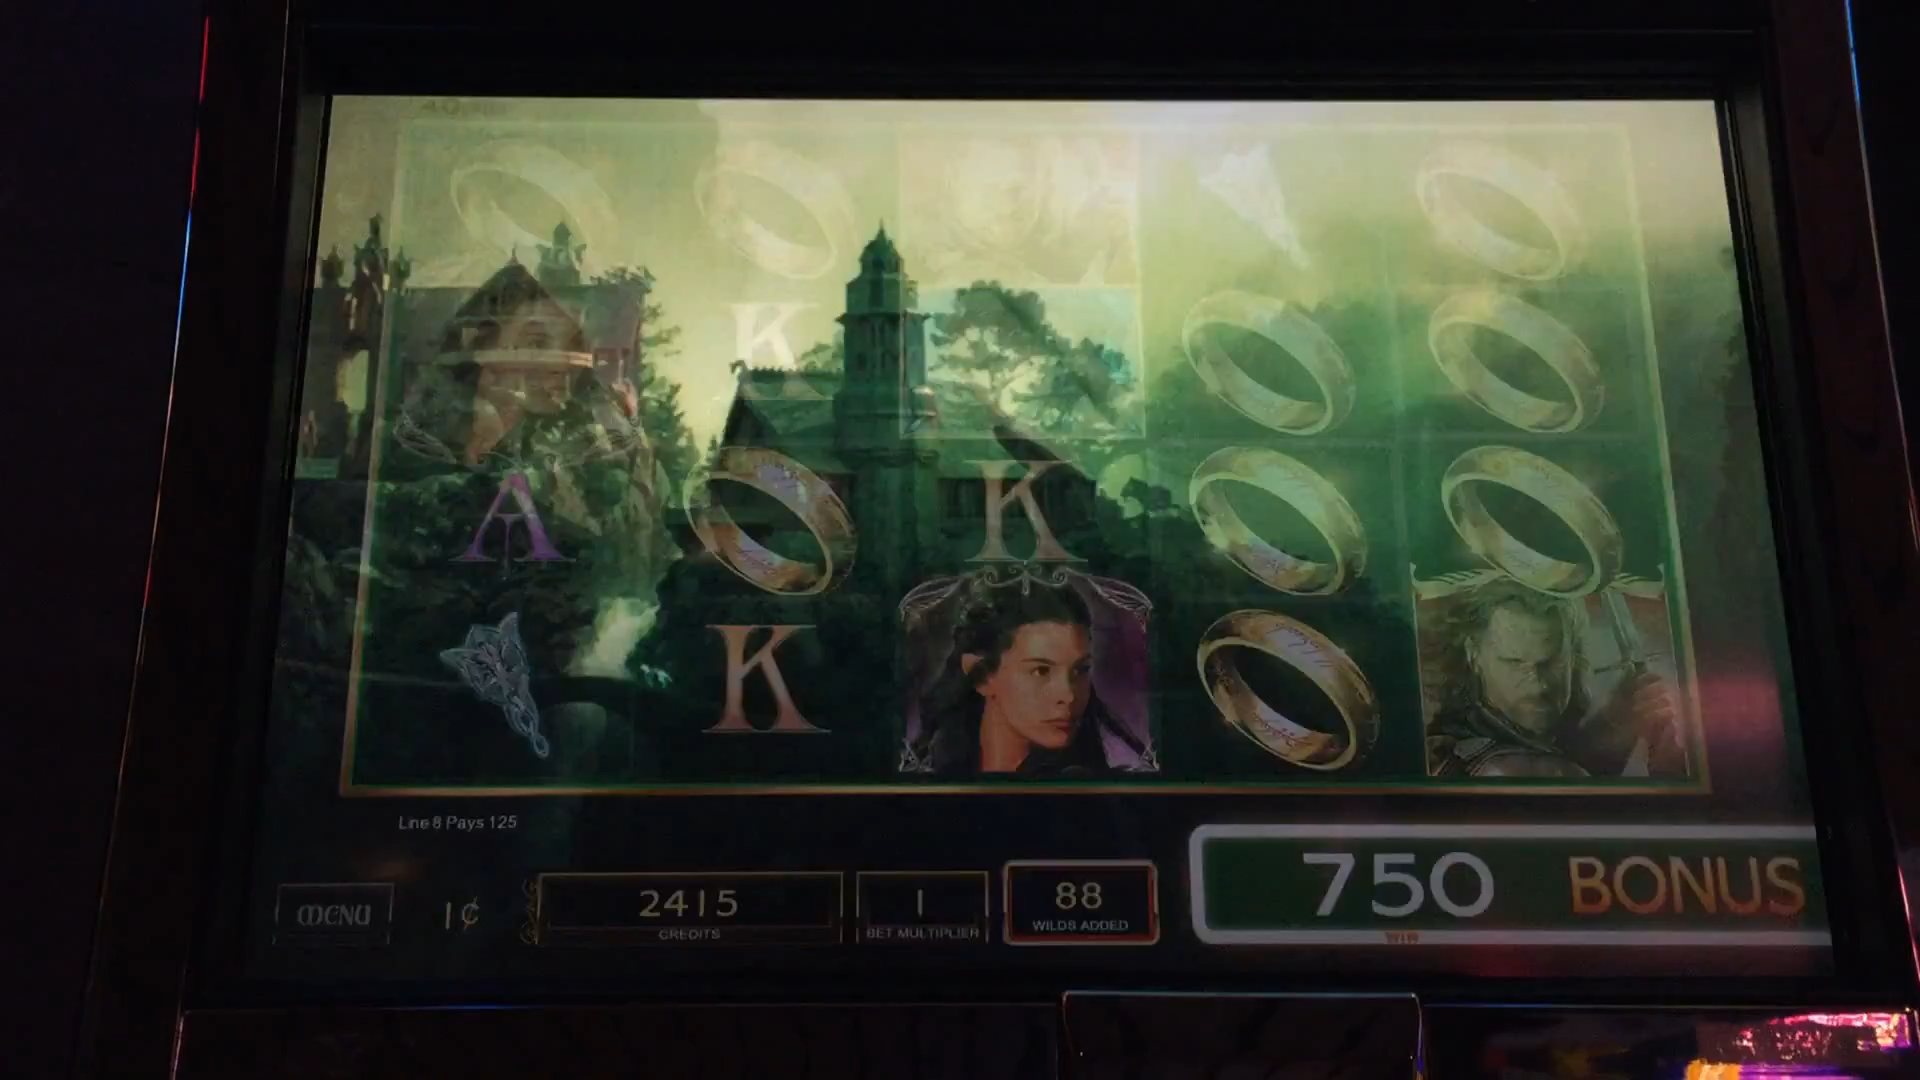 K
A
K
K
Line 8 Pays 125
MENU
1¢
2415
CREDITS
1
BET MULTIPLIER
88
WILDS ADDED
750 BONUS
WIN